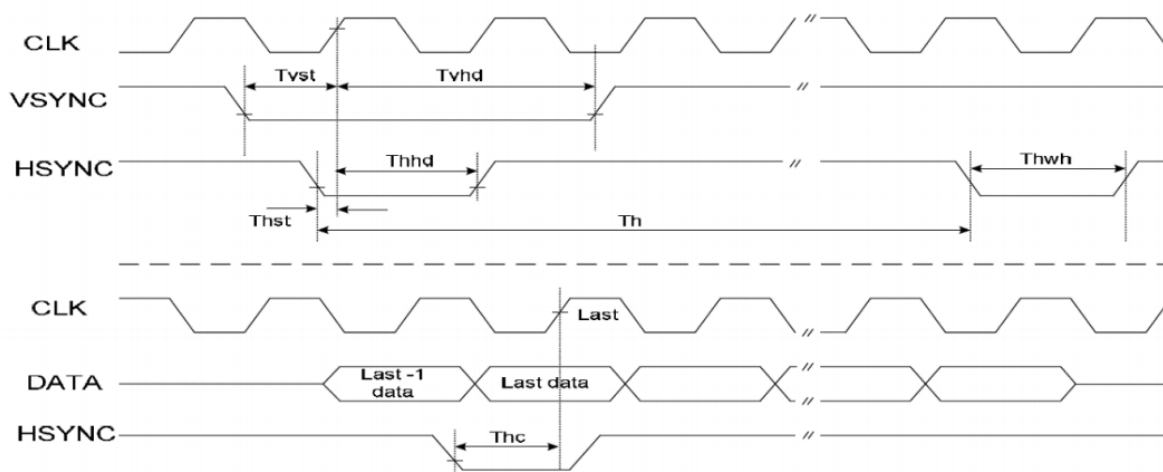 CLK
Tvst Tvhd
VSYNC
HSYNC Thhd Thwh
Thst Th
CLK Last
DATA Last -1 data Last data
HSYNC Thc